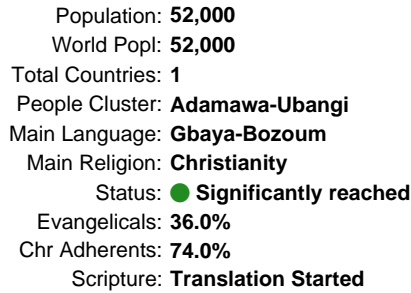 Population: 52,000
World Popl: 52,000
Total Countries: 1
People Cluster: Adamawa-Ubangi
Main Language: Gbaya-Bozoum
Main Religion: Christianity
Status: Significantly reached
Evangelicals: 36.0%
Chr Adherents: 74.0%
Scripture: Translation Started